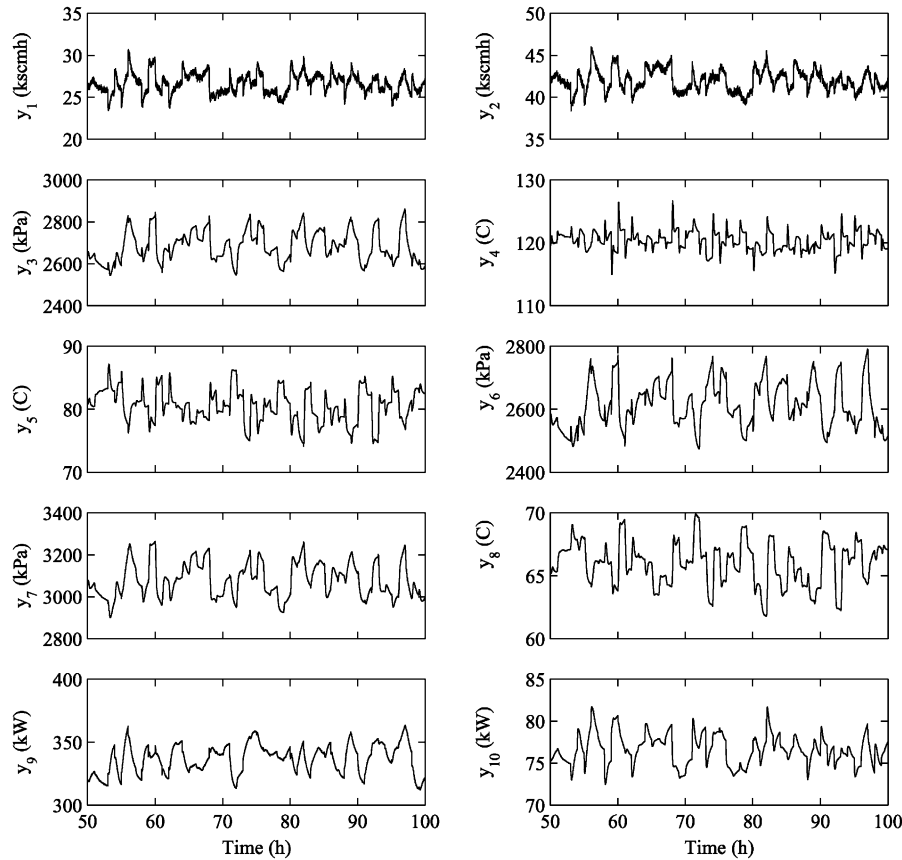 35
30
25
20
y1 (kscmh)
50
45
40
35
y2 (kscmh)
3000
2800
2600
2400
y3 (kPa)
130
120
110
y4 (C)
90
80
70
y5 (C)
2800
2600
2400
y6 (kPa)
3400
3200
3000
2800
y7 (kPa)
70
65
60
y8 (C)
400
350
300
y9 (kW)
50 60 70 80 90 100
Time (h)
85
80
75
70
y10 (kW)
50 60 70 80 90 100
Time (h)